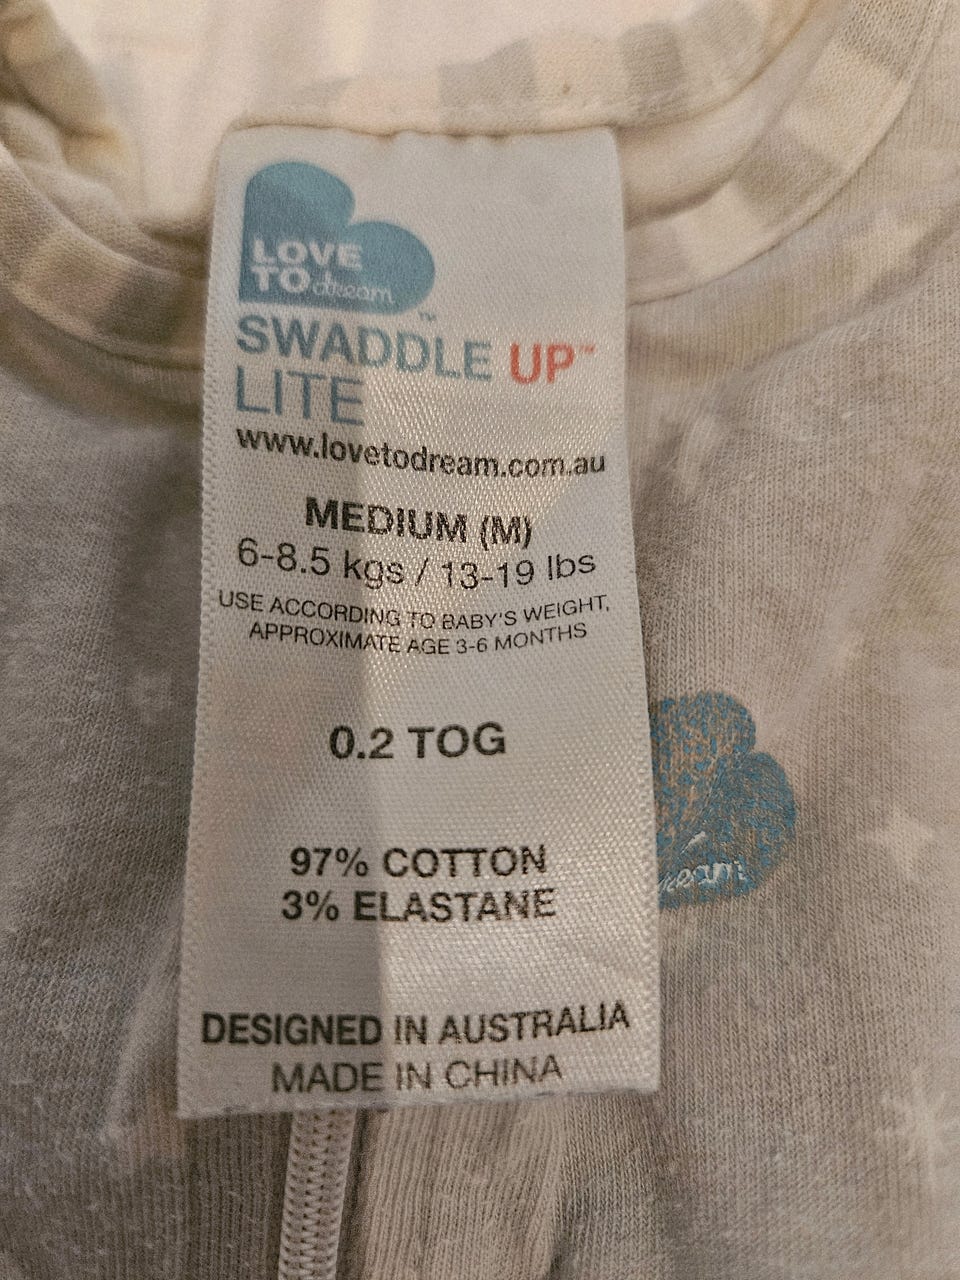 LOVE
TO dream™
SWADDLE UP™
LITE
www.lovetodream.com.au
MEDIUM (M)
6-8.5 kgs / 13-19 lbs
USE ACCORDING TO BABY'S WEIGHT,
APPROXIMATE AGE 3-6 MONTHS
0.2 TOG
97% COTTON
3% ELASTANE
DESIGNED IN AUSTRALIA
MADE IN CHINA